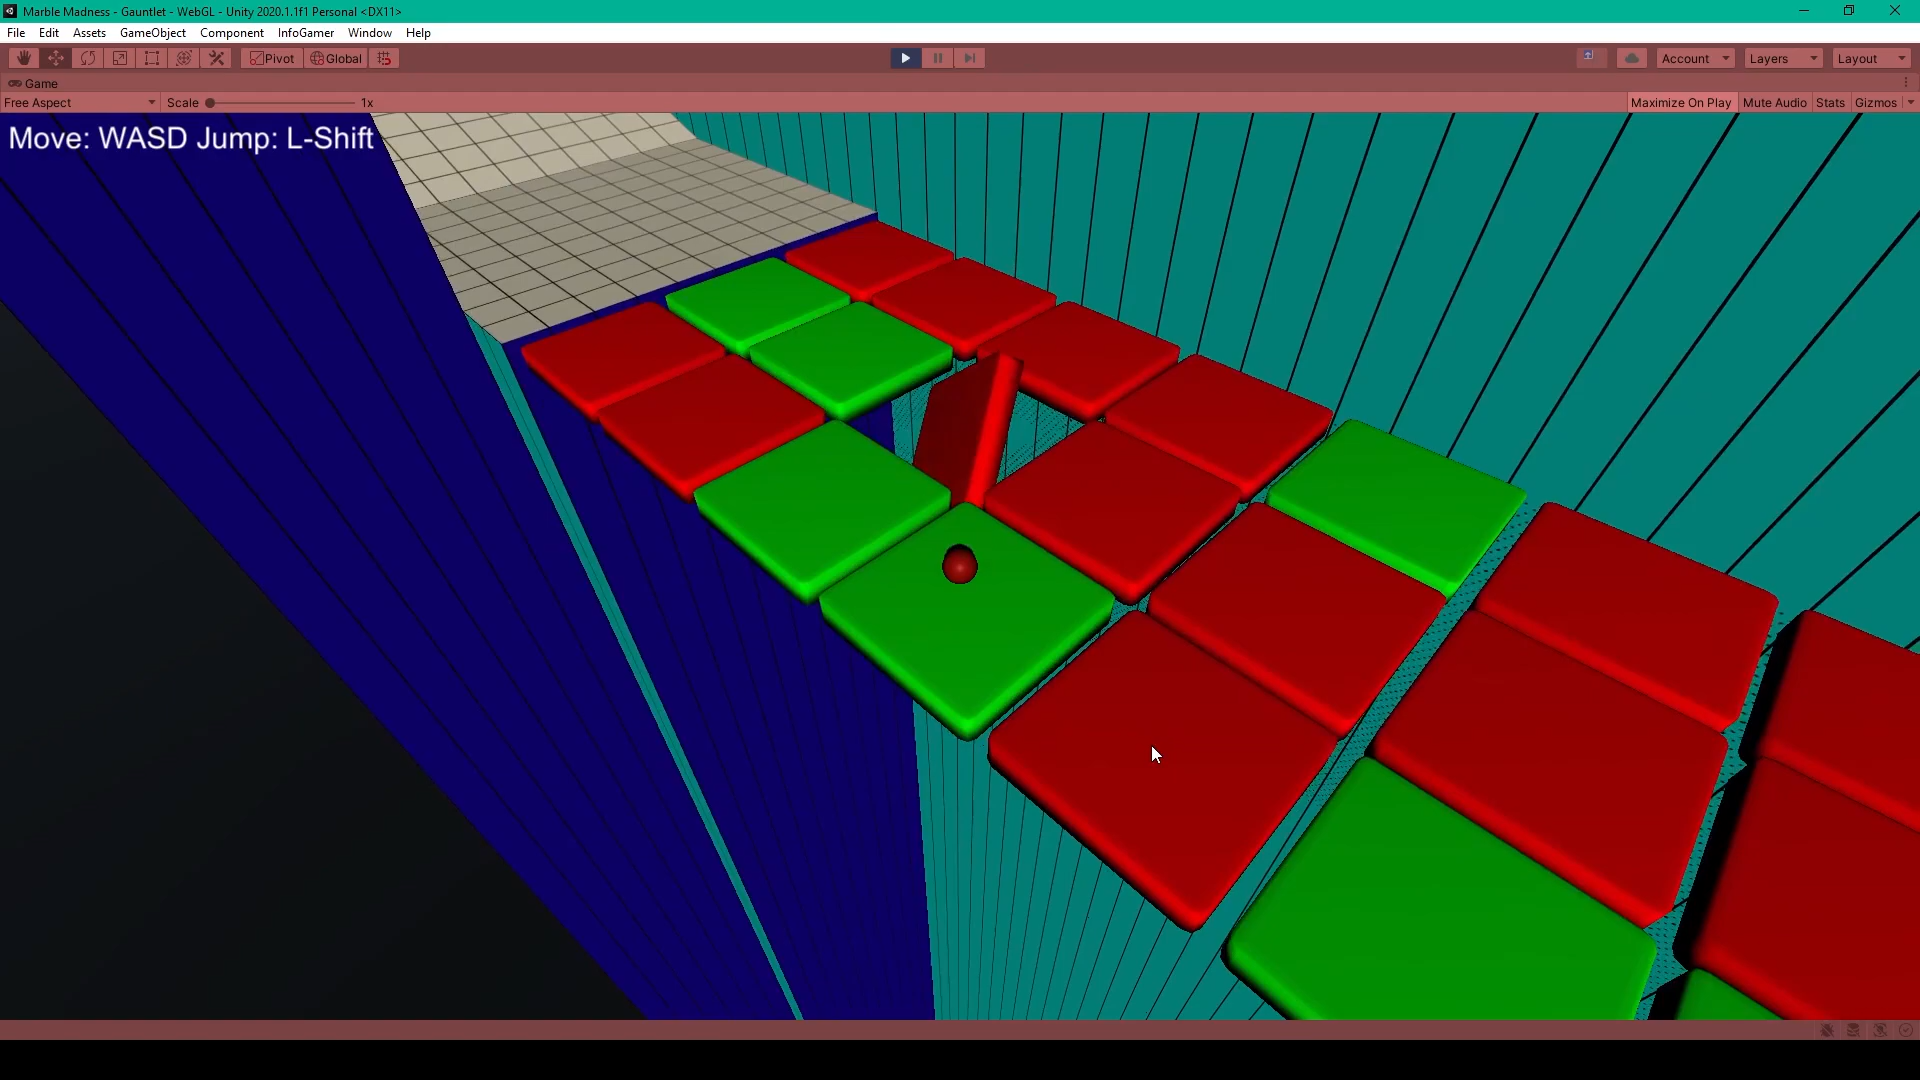 Marble Madness - Gauntlet - WebGL - Unity 2020.1.1f1 Personal <DX11>
File Edit Assets GameObject Component InfoGamer Window Help
Pivot Global Account Layers Layout
Game
Free Aspect Scale 1x Maximize On Play Mute Audio Stats Gizmos
Move: WASD Jump: L-Shift